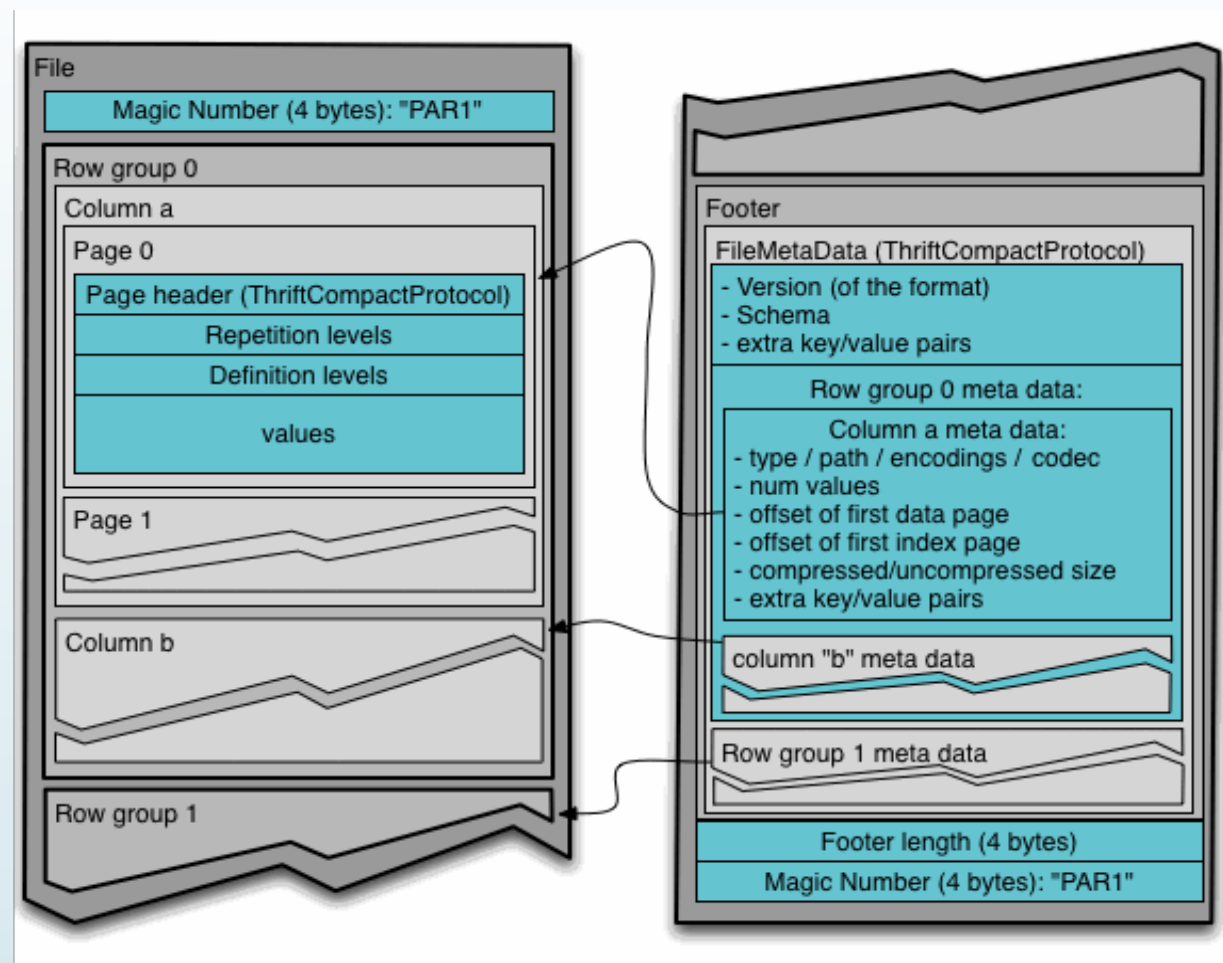 File
Magic Number (4 bytes): "PAR1"
Row group 0
Column a
Page 0
Page header (ThriftCompactProtocol)
Repetition levels
Definition levels
values
Page 1
Column b
Row group 1
Footer
FileMetaData (ThriftCompactProtocol)
- Version (of the format)
- Schema
- extra key/value pairs
Row group 0 meta data:
Column a meta data:
- type / path / encodings / codec
- num values
- offset of first data page
- offset of first index page
- compressed/uncompressed size
- extra key/value pairs
column "b" meta data
Row group 1 meta data
Footer length (4 bytes)
Magic Number (4 bytes): "PAR1"